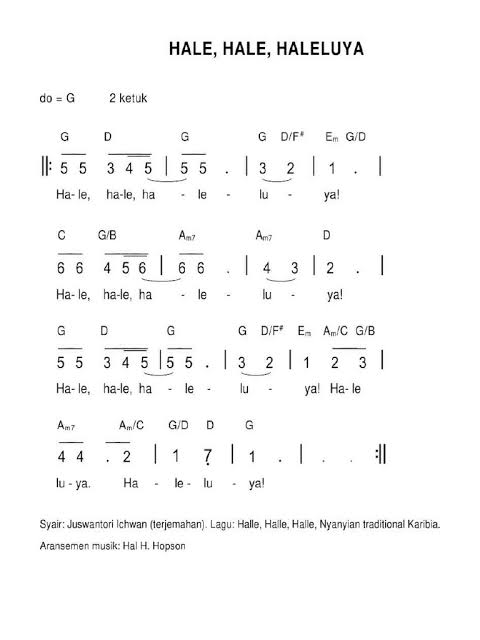 HALE, HALE, HALELUYA
do = G 2 ketuk
G D G G D/F# Em G/D
||: 5 5 3 4 5 | 5 5 . | 3 2 | 1 . |
Ha- le, ha-le, ha - le - lu - ya!
C G/B Am7 Am7 D
6 6 4 5 6 | 6 6 . | 4 3 | 2 . |
Ha- le, ha-le, ha - le - lu - ya!
G D G G D/F# Em Am/C G/B
5 5 3 4 5 | 5 5 . | 3 2 | 1 2 3 |
Ha- le, ha-le, ha - le - lu - ya! Ha- le
Am7 Am/C G/D D G
4 4 . 2 | 1 7̣ | 1 . | . . :||
lu - ya. Ha - le - lu - ya!
Syair: Juswantori Ichwan (terjemahan). Lagu: Halle, Halle, Halle, Nyanyian traditional Karibia.
Aransemen musik: Hal H. Hopson